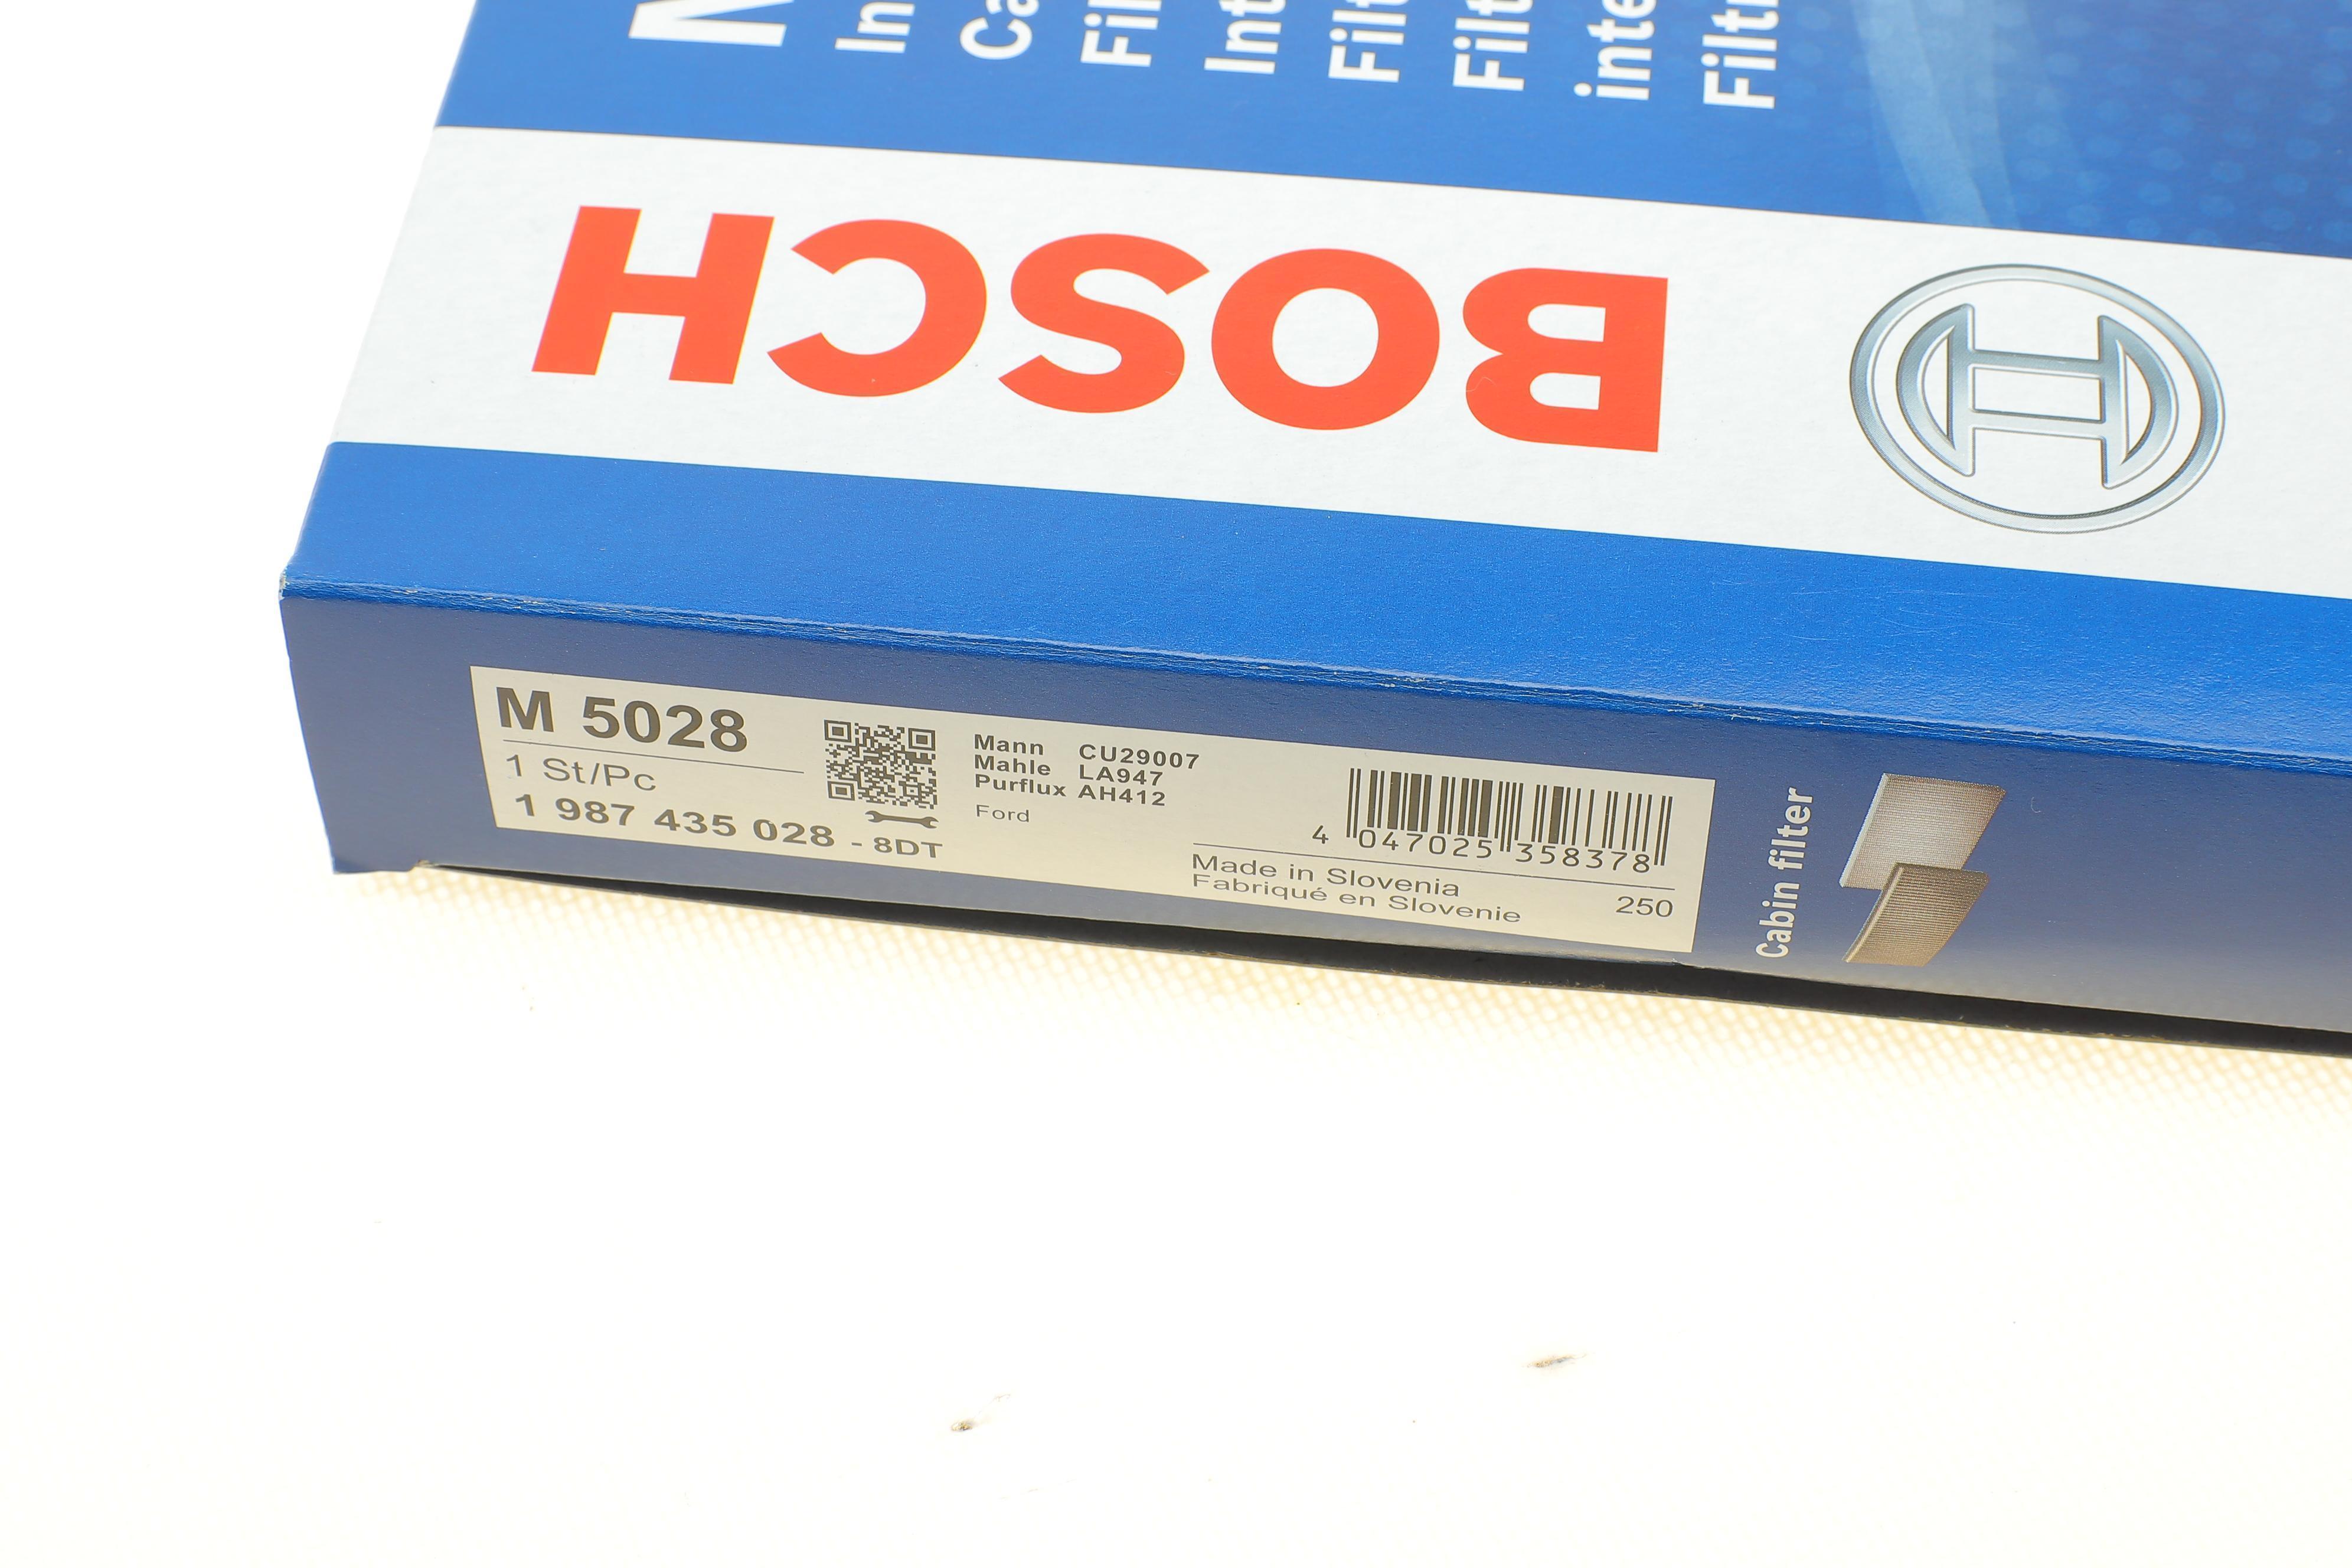 BOSCH
M 5028
1 St/Pc
1 987 435 028 - 8DT
Mann CU29007
Mahle LA947
Purflux AH412
Ford
4 047025 358378
Made in Slovenia
Fabriqué en Slovenie
250
Cabin filter